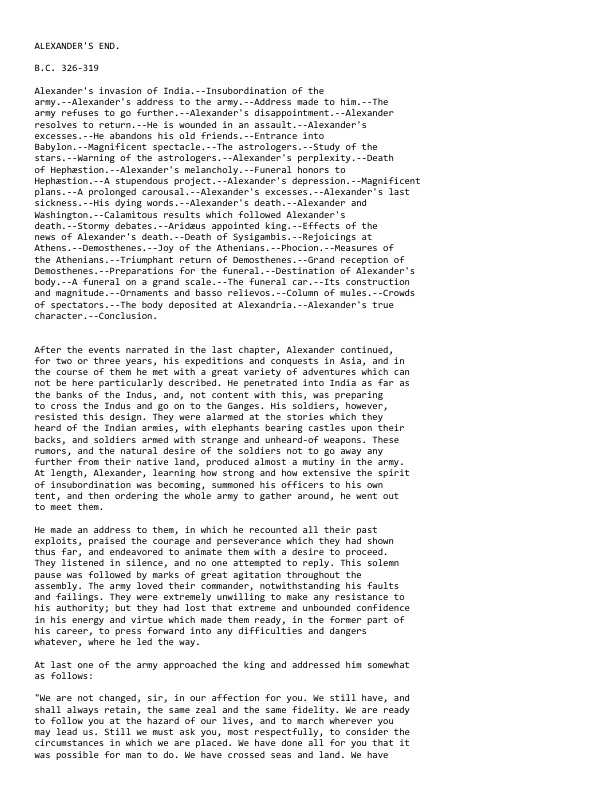 ALEXANDER'S END.
B.C. 326-319
Alexander's invasion of India.--Insubordination of the
army.--Alexander's address to the army.--Address made to him.--The
army refuses to go further.--Alexander's disappointment.--Alexander
resolves to return.--He is wounded in an assault.--Alexander's
excesses.--He abandons his old friends.--Entrance into
Babylon.--Magnificent spectacle.--The astrologers.--Study of the
stars.--Warning of the astrologers.--Alexander's perplexity.--Death
of Hephæstion.--Alexander's melancholy.--Funeral honors to
Hephæstion.--A stupendous project.--Alexander's depression.--Magnificent
plans.--A prolonged carousal.--Alexander's excesses.--Alexander's last
sickness.--His dying words.--Alexander's death.--Alexander and
Washington.--Calamitous results which followed Alexander's
death.--Stormy debates.--Aridæus appointed king.--Effects of the
news of Alexander's death.--Death of Sysigambis.--Rejoicings at
Athens.--Demosthenes.--Joy of the Athenians.--Phocion.--Measures of
the Athenians.--Triumphant return of Demosthenes.--Grand reception of
Demosthenes.--Preparations for the funeral.--Destination of Alexander's
body.--A funeral on a grand scale.--The funeral car.--Its construction
and magnitude.--Ornaments and basso relievos.--Column of mules.--Crowds
of spectators.--The body deposited at Alexandria.--Alexander's true
character.--Conclusion.
After the events narrated in the last chapter, Alexander continued,
for two or three years, his expeditions and conquests in Asia, and in
the course of them he met with a great variety of adventures which can
not be here particularly described. He penetrated into India as far as
the banks of the Indus, and, not content with this, was preparing
to cross the Indus and go on to the Ganges. His soldiers, however,
resisted this design. They were alarmed at the stories which they
heard of the Indian armies, with elephants bearing castles upon their
backs, and soldiers armed with strange and unheard-of weapons. These
rumors, and the natural desire of the soldiers not to go away any
further from their native land, produced almost a mutiny in the army.
At length, Alexander, learning how strong and how extensive the spirit
of insubordination was becoming, summoned his officers to his own
tent, and then ordering the whole army to gather around, he went out
to meet them.
He made an address to them, in which he recounted all their past
exploits, praised the courage and perseverance which they had shown
thus far, and endeavored to animate them with a desire to proceed.
They listened in silence, and no one attempted to reply. This solemn
pause was followed by marks of great agitation throughout the
assembly. The army loved their commander, notwithstanding his faults
and failings. They were extremely unwilling to make any resistance to
his authority; but they had lost that extreme and unbounded confidence
in his energy and virtue which made them ready, in the former part of
his career, to press forward into any difficulties and dangers
whatever, where he led the way.
At last one of the army approached the king and addressed him somewhat
as follows:
"We are not changed, sir, in our affection for you. We still have, and
shall always retain, the same zeal and the same fidelity. We are ready
to follow you at the hazard of our lives, and to march wherever you
may lead us. Still we must ask you, most respectfully, to consider the
circumstances in which we are placed. We have done all for you that it
was possible for man to do. We have crossed seas and land. We have